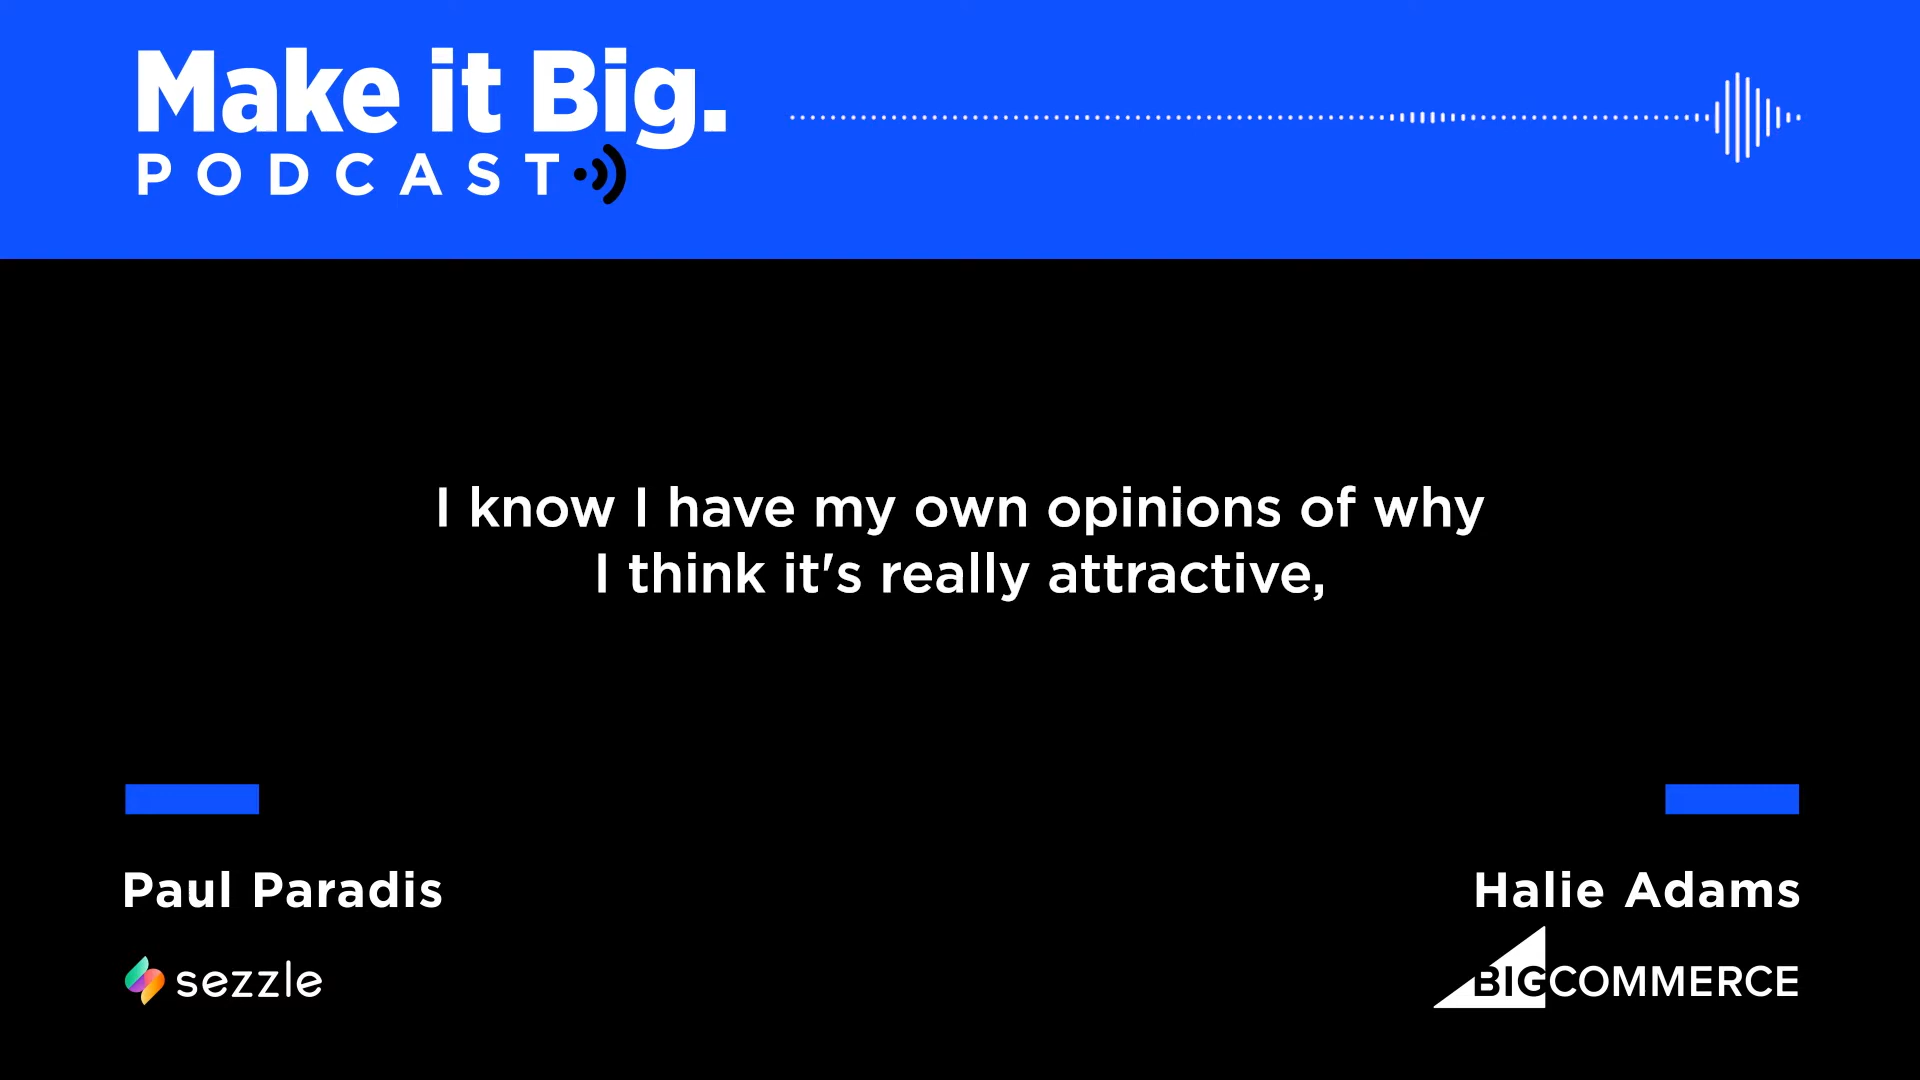 Make it Big.
PODCAST
I know I have my own opinions of why
I think it's really attractive,
Paul Paradis
sezzle
Halie Adams
BIGCOMMERCE